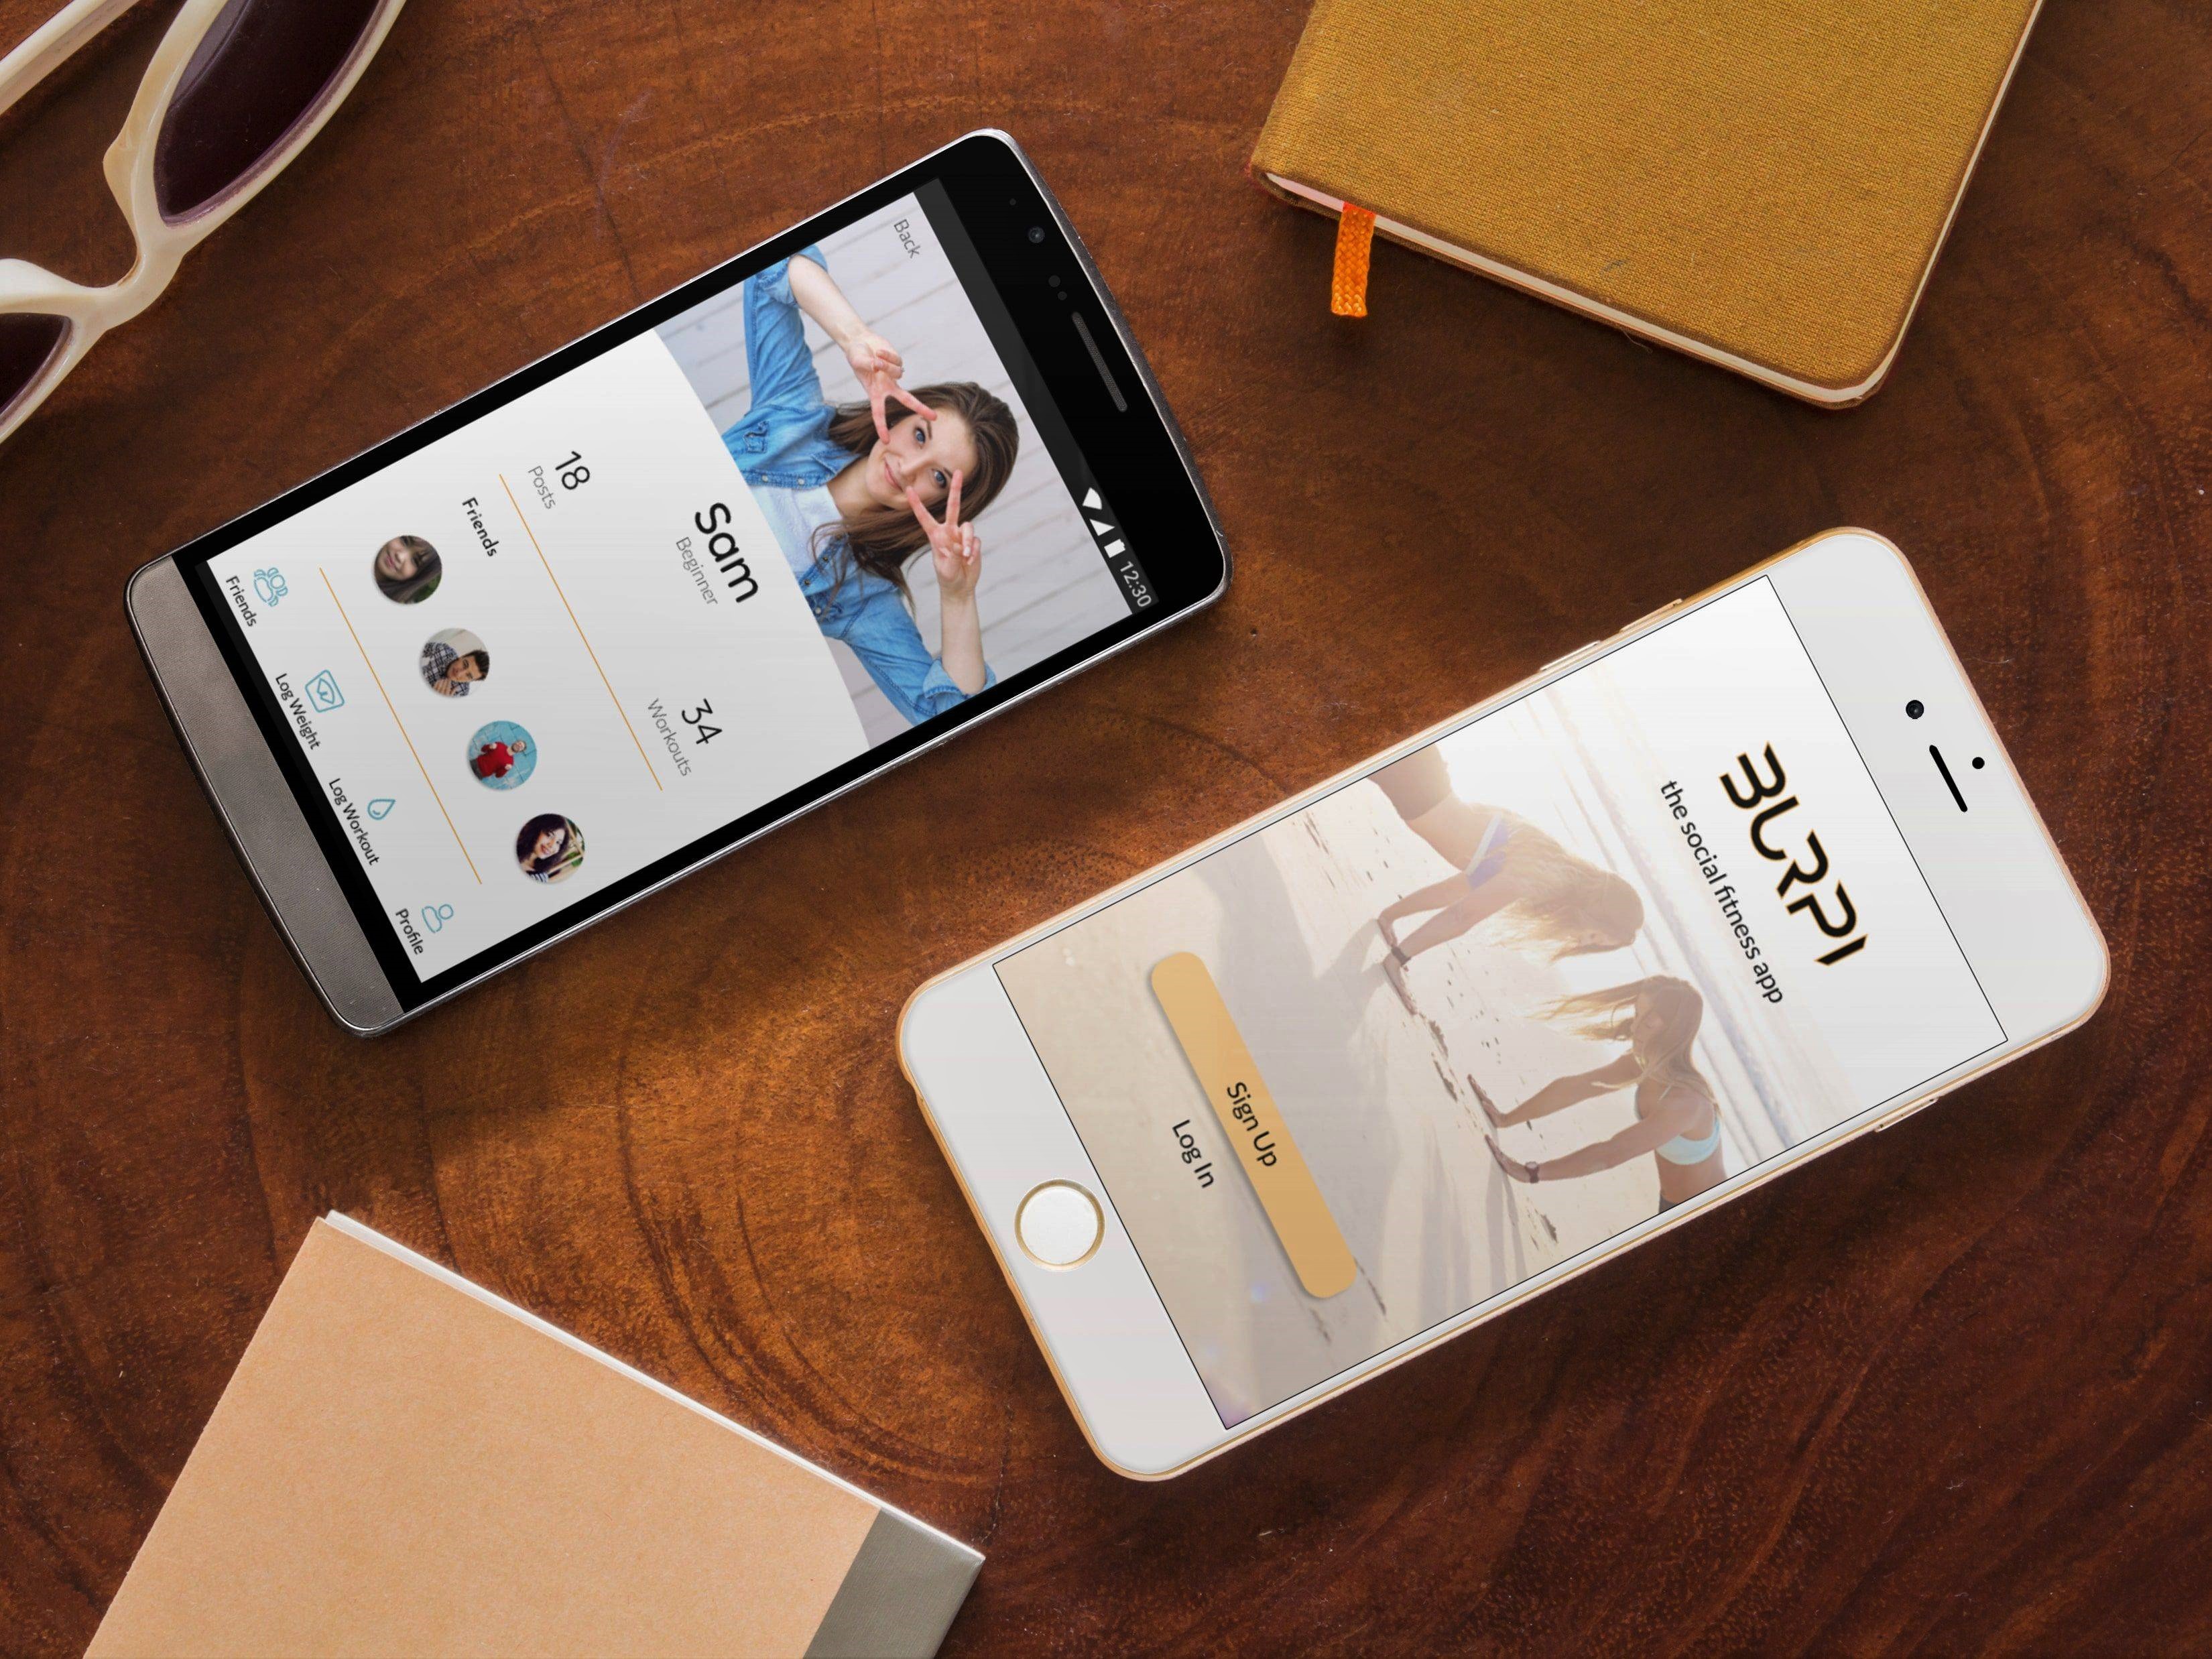 12:30
Back
Sam
Beginner
18
Posts
34
Workouts
Friends
Friends
Log Weight
Log Workout
Profile
BURPI
the social fitness app
Sign Up
Log In